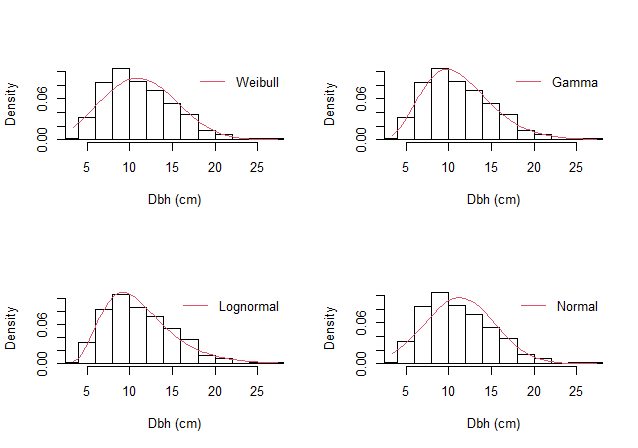 Density
0.00 0.06
Weibull
5 10 15 20 25
Dbh (cm)
Density
0.00 0.06
Gamma
5 10 15 20 25
Dbh (cm)
Density
0.00 0.06
Lognormal
5 10 15 20 25
Dbh (cm)
Density
0.00 0.06
Normal
5 10 15 20 25
Dbh (cm)